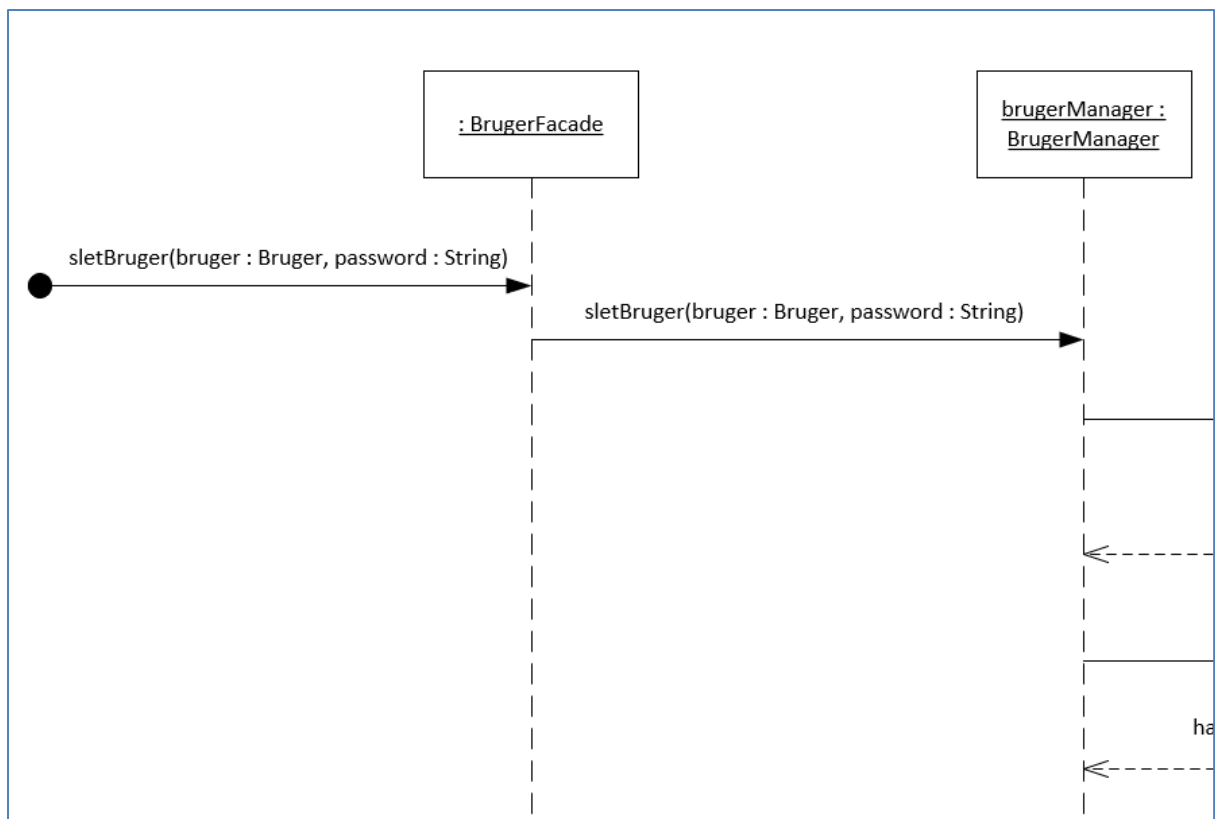 : BrugerFacade
brugerManager :
BrugerManager
sletBruger(bruger : Bruger, password : String)
sletBruger(bruger : Bruger, password : String)